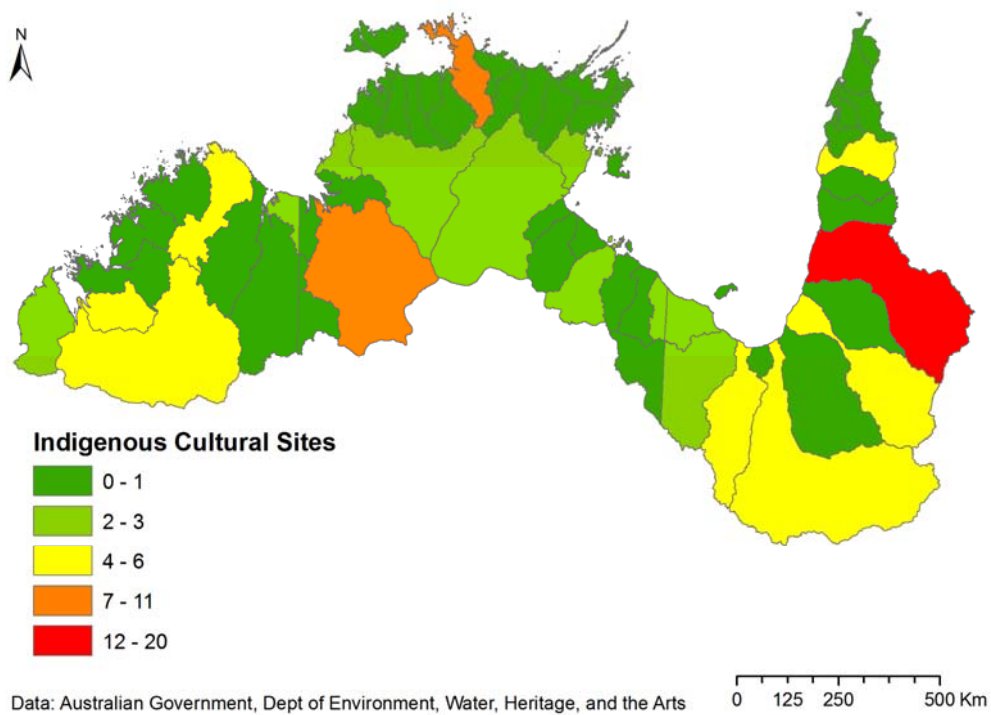 N
Indigenous Cultural Sites
0 - 1
2 - 3
4 - 6
7 - 11
12 - 20
Data: Australian Government, Dept of Environment, Water, Heritage, and the Arts
0 125 250 500 Km